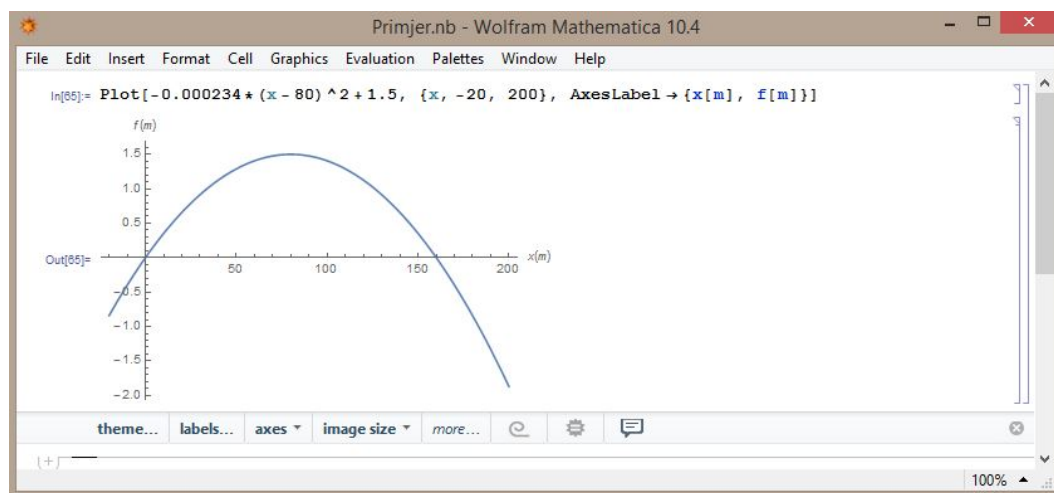 Primjer.nb - Wolfram Mathematica 10.4
File Edit Insert Format Cell Graphics Evaluation Palettes Window Help
In[65]:= Plot[-0.000234*(x-80)^2+1.5, {x, -20, 200}, AxesLabel→{x[m], f[m]}]
f(m)
1.5
1.0
0.5
Out[65]=
50 100 150 200 x(m)
-0.5
-1.0
-1.5
-2.0
theme... labels... axes image size more...
100%